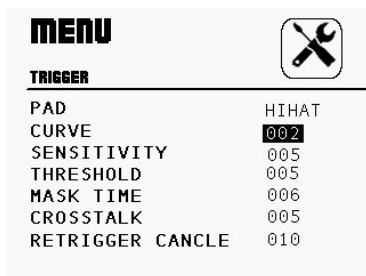 MENU
TRIGGER
PAD HIHAT
CURVE 002
SENSITIVITY 005
THRESHOLD 005
MASK TIME 006
CROSSTALK 005
RETRIGGER CANCLE 010